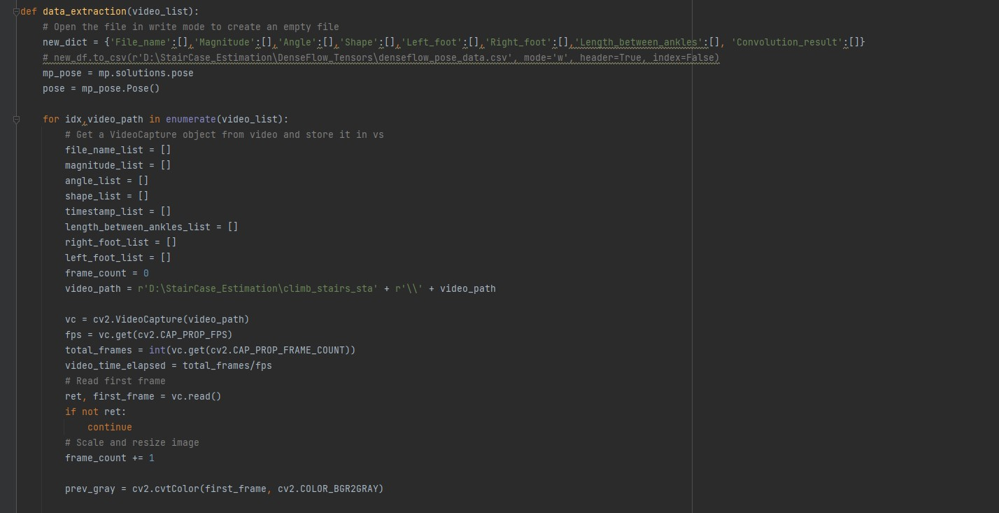 def data_extraction(video_list):
    # Open the file in write mode to create an empty file
    new_dict = {'File_name':[],'Magnitude':[],'Angle':[],'Shape':[],'Left_foot':[],'Right_foot':[],'Length_between_ankles':[], 'Convolution_result':[]}
    # new_df.to_csv(r'D:\StairCase_Estimation\DenseFlow_Tensors\denseflow_pose_data.csv', mode='w', header=True, index=False)
    mp_pose = mp.solutions.pose
    pose = mp_pose.Pose()

    for idx,video_path in enumerate(video_list):
        # Get a VideoCapture object from video and store it in vs
        file_name_list = []
        magnitude_list = []
        angle_list = []
        shape_list = []
        timestamp_list = []
        length_between_ankles_list = []
        right_foot_list = []
        left_foot_list = []
        frame_count = 0
        video_path = r'D:\StairCase_Estimation\climb_stairs_sta' + r'\\' + video_path

        vc = cv2.VideoCapture(video_path)
        fps = vc.get(cv2.CAP_PROP_FPS)
        total_frames = int(vc.get(cv2.CAP_PROP_FRAME_COUNT))
        video_time_elapsed = total_frames/fps
        # Read first frame
        ret, first_frame = vc.read()
        if not ret:
            continue
        # Scale and resize image
        frame_count += 1

        prev_gray = cv2.cvtColor(first_frame, cv2.COLOR_BGR2GRAY)